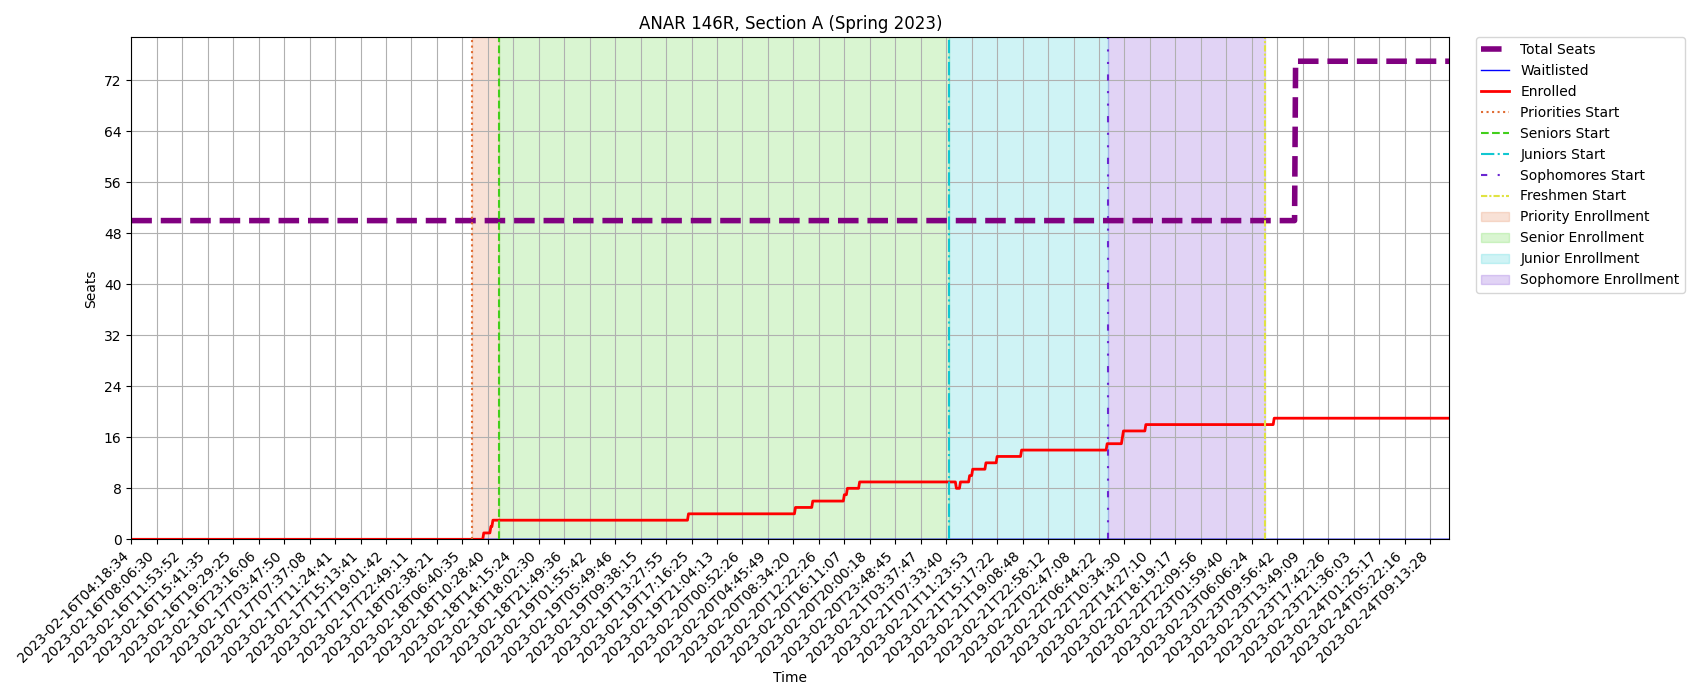 ANAR 146R, Section A (Spring 2023)
Total Seats
Waitlisted
Enrolled
Priorities Start
Seniors Start
Juniors Start
Sophomores Start
Freshmen Start
Priority Enrollment
Senior Enrollment
Junior Enrollment
Sophomore Enrollment
Seats
72
64
56
48
40
32
24
16
8
0
2023-02-16T04:18:34
2023-02-16T08:06:30
2023-02-16T11:53:52
2023-02-16T15:41:35
2023-02-16T19:29:25
2023-02-16T23:16:06
2023-02-17T03:47:50
2023-02-17T07:37:08
2023-02-17T11:24:41
2023-02-17T15:13:41
2023-02-17T19:01:42
2023-02-17T22:49:11
2023-02-18T02:38:21
2023-02-18T06:40:35
2023-02-18T10:28:40
2023-02-18T14:15:24
2023-02-18T18:02:30
2023-02-18T21:49:36
2023-02-19T01:55:42
2023-02-19T05:49:46
2023-02-19T09:38:15
2023-02-19T13:27:55
2023-02-19T17:16:25
2023-02-19T21:04:13
2023-02-20T00:52:26
2023-02-20T04:45:49
2023-02-20T08:34:20
2023-02-20T12:22:26
2023-02-20T16:11:07
2023-02-20T20:00:18
2023-02-20T23:48:45
2023-02-21T03:37:47
2023-02-21T07:33:40
2023-02-21T11:23:53
2023-02-21T15:17:22
2023-02-21T19:08:48
2023-02-21T22:58:12
2023-02-22T02:47:08
2023-02-22T06:44:22
2023-02-22T10:34:30
2023-02-22T14:27:10
2023-02-22T18:19:17
2023-02-22T22:09:56
2023-02-23T01:59:40
2023-02-23T06:06:24
2023-02-23T09:56:42
2023-02-23T13:49:09
2023-02-23T17:42:26
2023-02-23T21:36:03
2023-02-24T01:25:17
2023-02-24T05:22:16
2023-02-24T09:13:28
Time